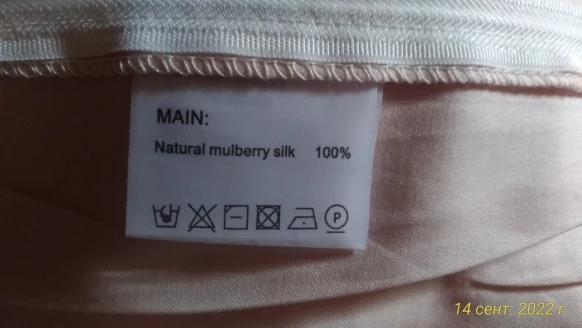 MAIN:
Natural mulberry silk 100%
P
14 сент. 2022 г.